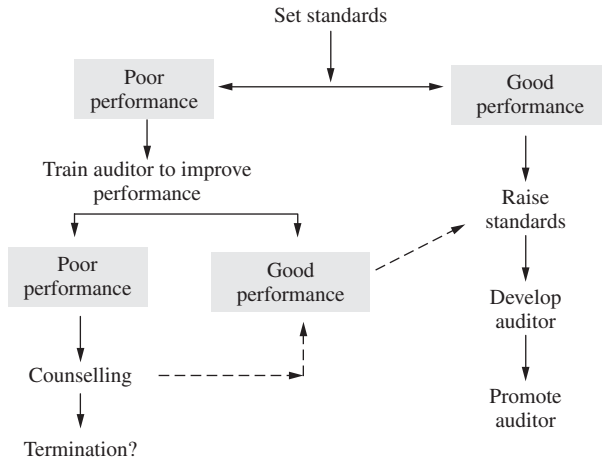 Set standards
Poor
performance
Good
performance
Train auditor to improve
performance
Raise
standards
Poor
performance
Good
performance
Develop
auditor
Counselling
Promote
auditor
Termination?